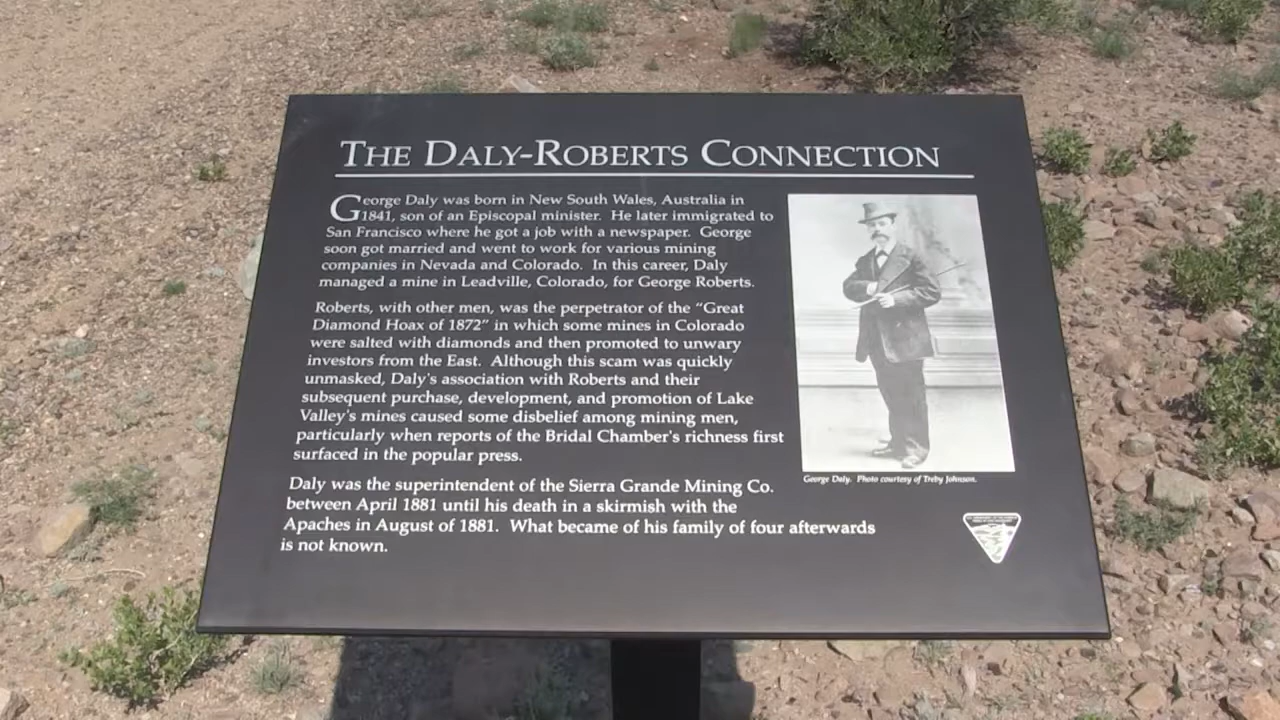 THE DALY-ROBERTS CONNECTION
George Daly was born in New South Wales, Australia in
1841, son of an Episcopal minister. He later immigrated to
San Francisco where he got a job with a newspaper. George
soon got married and went to work for various mining
companies in Nevada and Colorado. In this career, Daly
managed a mine in Leadville, Colorado, for George Roberts.
Roberts, with other men, was the perpetrator of the "Great
Diamond Hoax of 1872" in which some mines in Colorado
were salted with diamonds and then promoted to unwary
investors from the East. Although this scam was quickly
unmasked, Daly's association with Roberts and their
subsequent purchase, development, and promotion of Lake
Valley's mines caused some disbelief among mining men,
particularly when reports of the Bridal Chamber's richness first
surfaced in the popular press.
Daly was the superintendent of the Sierra Grande Mining Co.
between April 1881 until his death in a skirmish with the
Apaches in August of 1881. What became of his family of four afterwards
is not known.
George Daly. Photo courtesy of Treby Johnson.